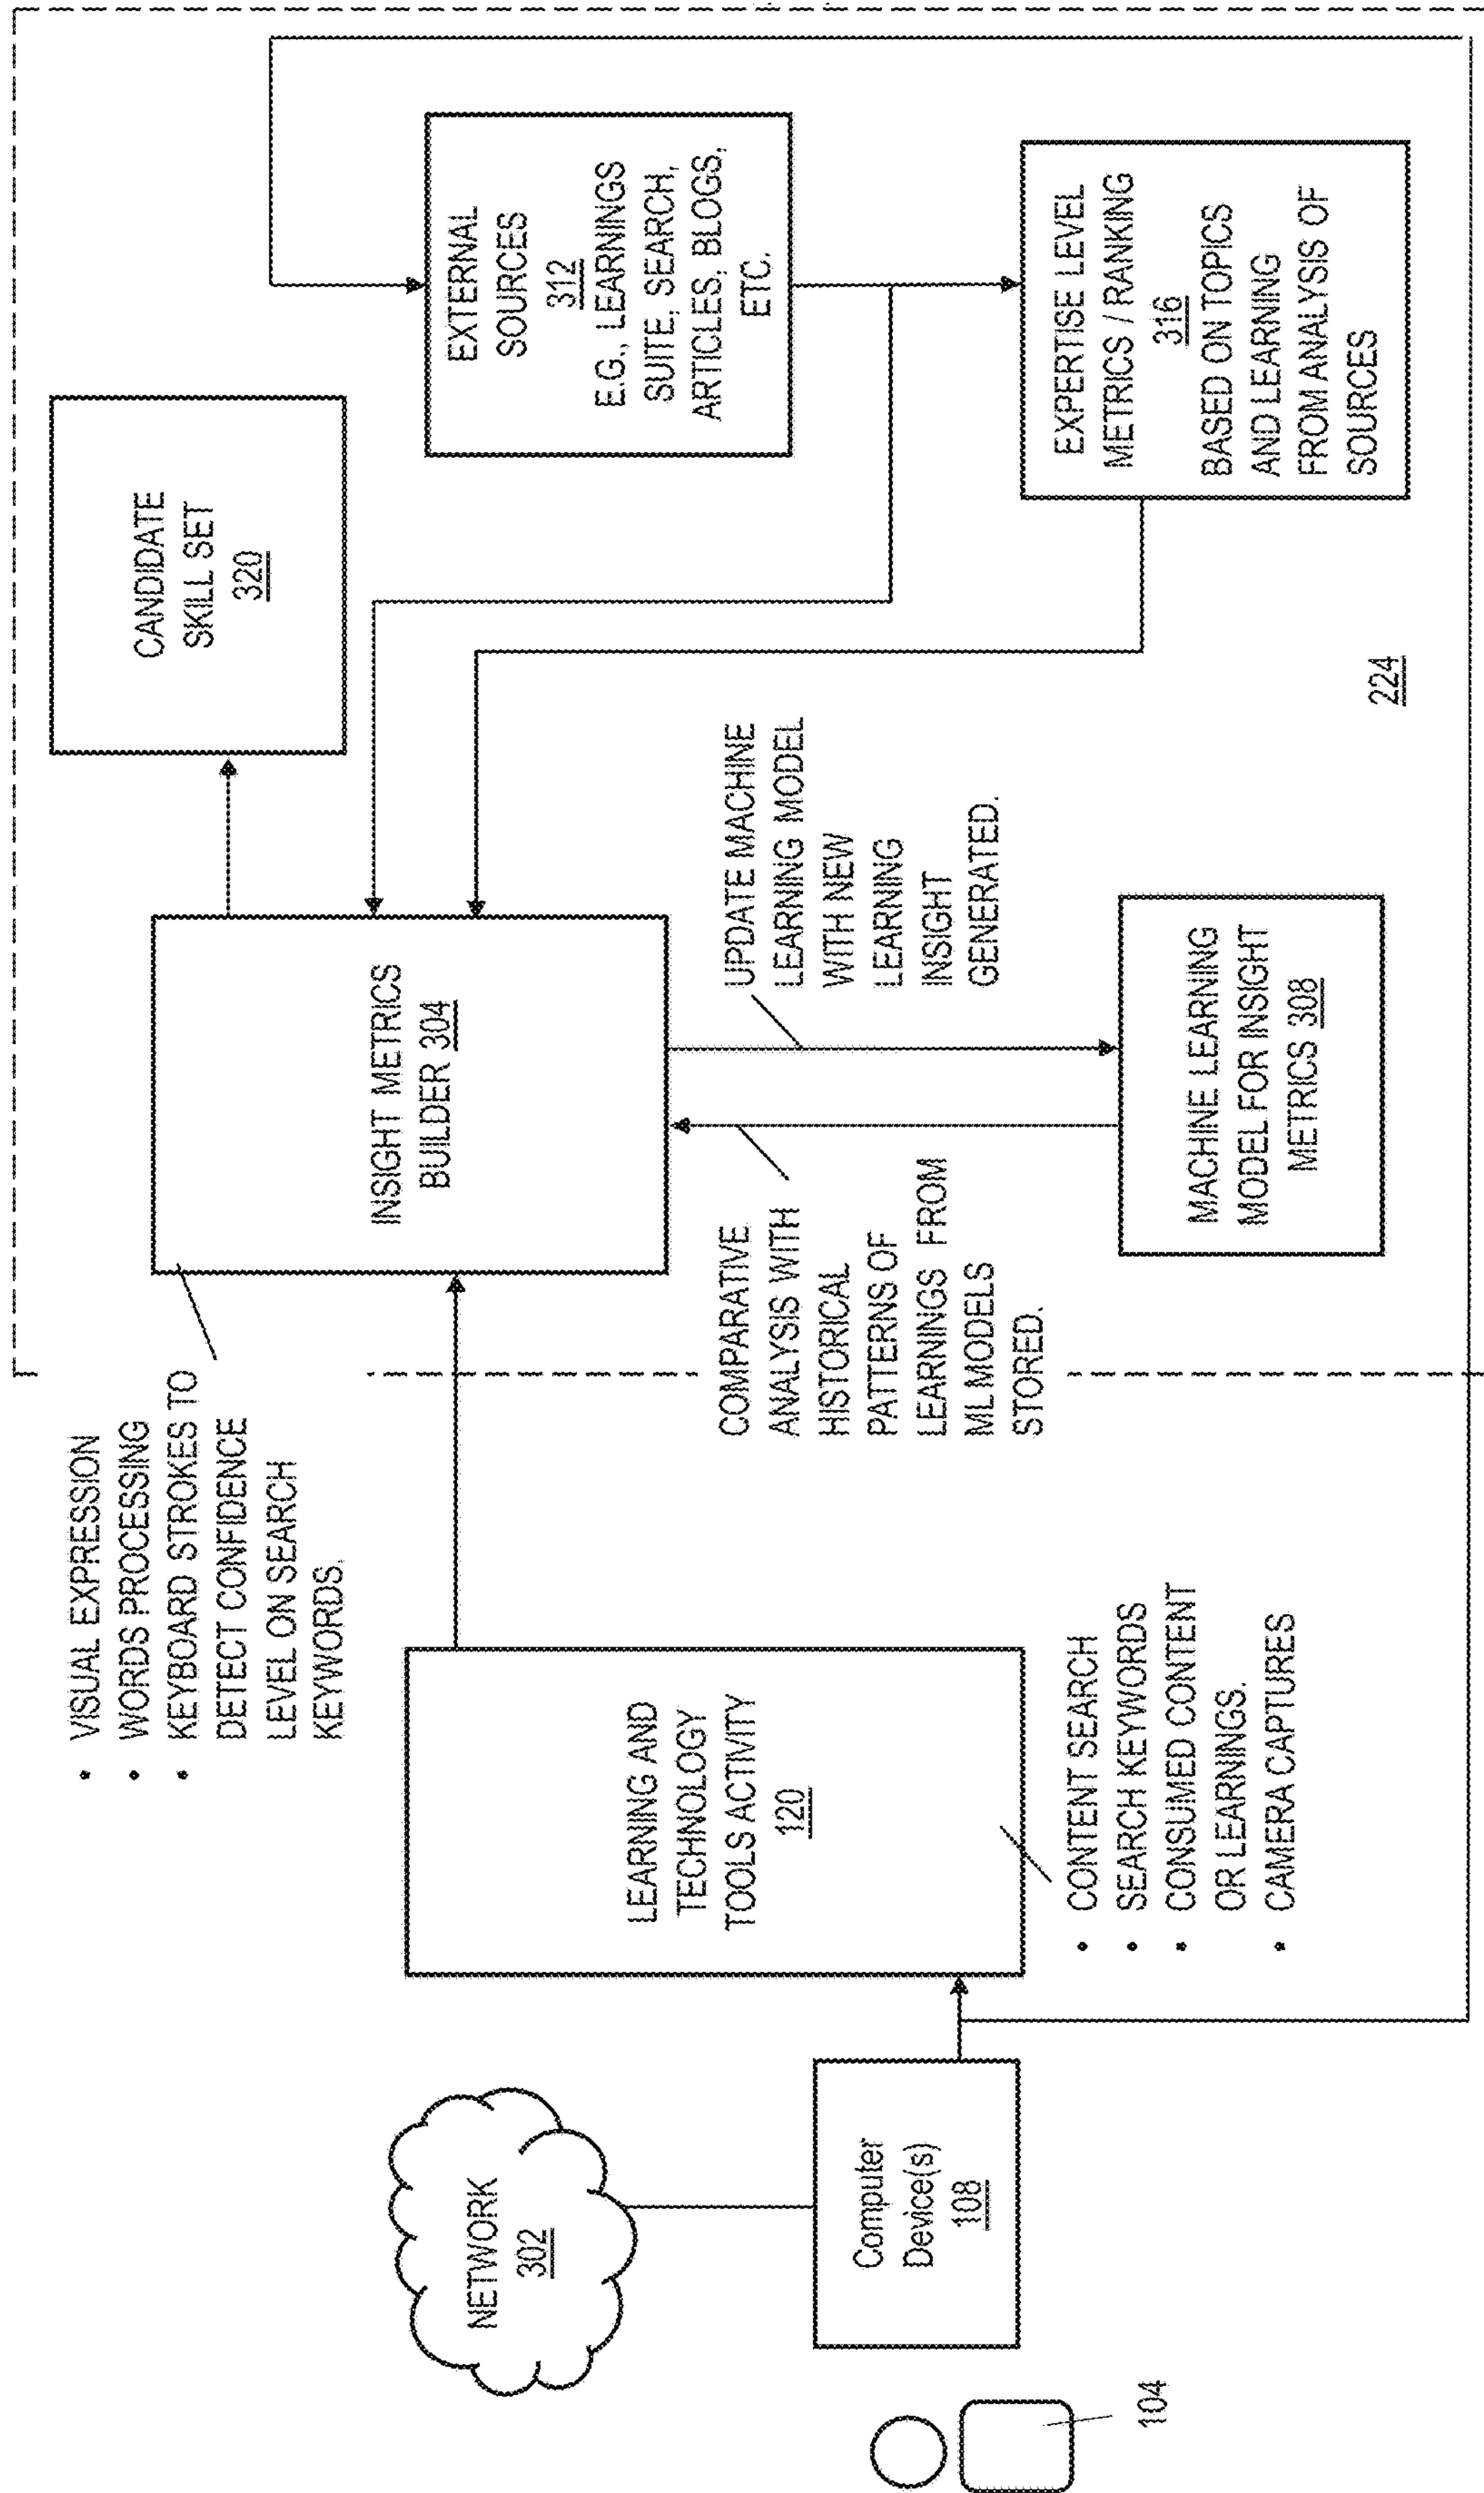 • VISUAL EXPRESSION
• WORDS PROCESSING
• KEYBOARD STROKES TO
DETECT CONFIDENCE
LEVEL ON SEARCH
KEYWORDS.
NETWORK
302
Computer
Device(s)
108
104
LEARNING AND
TECHNOLOGY
TOOLS ACTIVITY
120
• CONTENT SEARCH
• SEARCH KEYWORDS
• CONSUMED CONTENT
OR LEARNINGS.
• CAMERA CAPTURES
INSIGHT METRICS
BUILDER 304
COMPARATIVE
ANALYSIS WITH
HISTORICAL
PATTERNS OF
LEARNINGS FROM
ML MODELS
STORED.
UPDATE MACHINE
LEARNING MODEL
WITH NEW
LEARNING
INSIGHT
GENERATED.
MACHINE LEARNING
MODEL FOR INSIGHT
METRICS 308
CANDIDATE
SKILL SET
320
EXTERNAL
SOURCES
312
E.G., LEARNINGS
SUITE, SEARCH,
ARTICLES, BLOGS,
ETC.
EXPERTISE LEVEL
METRICS / RANKING
316
BASED ON TOPICS
AND LEARNING
FROM ANALYSIS OF
SOURCES
224